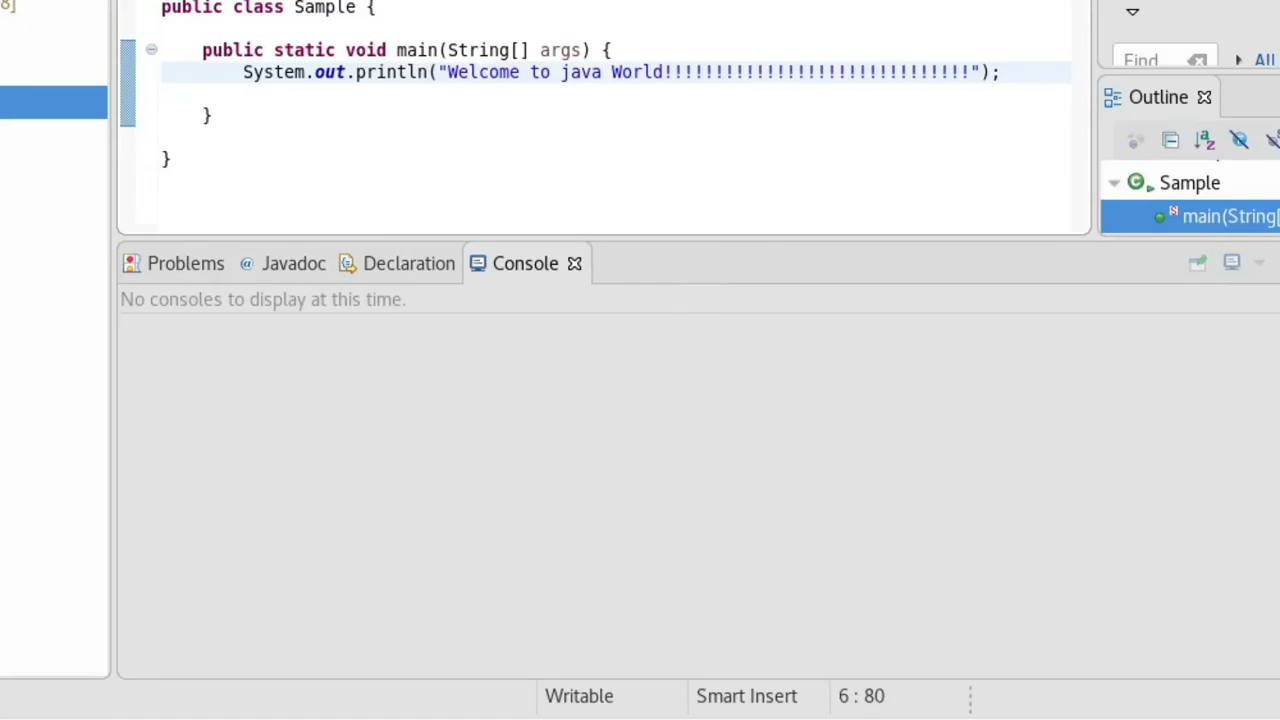 8]
public class Sample {
public static void main(String[] args) {
System.out.println("Welcome to java World!!!!!!!!!!!!!!!!!!!!!!!!!!!!!!");
}
}
Find
All
Outline
Sample
main(String[
Problems
@ Javadoc
Declaration
Console
No consoles to display at this time.
Writable
Smart Insert
6 : 80